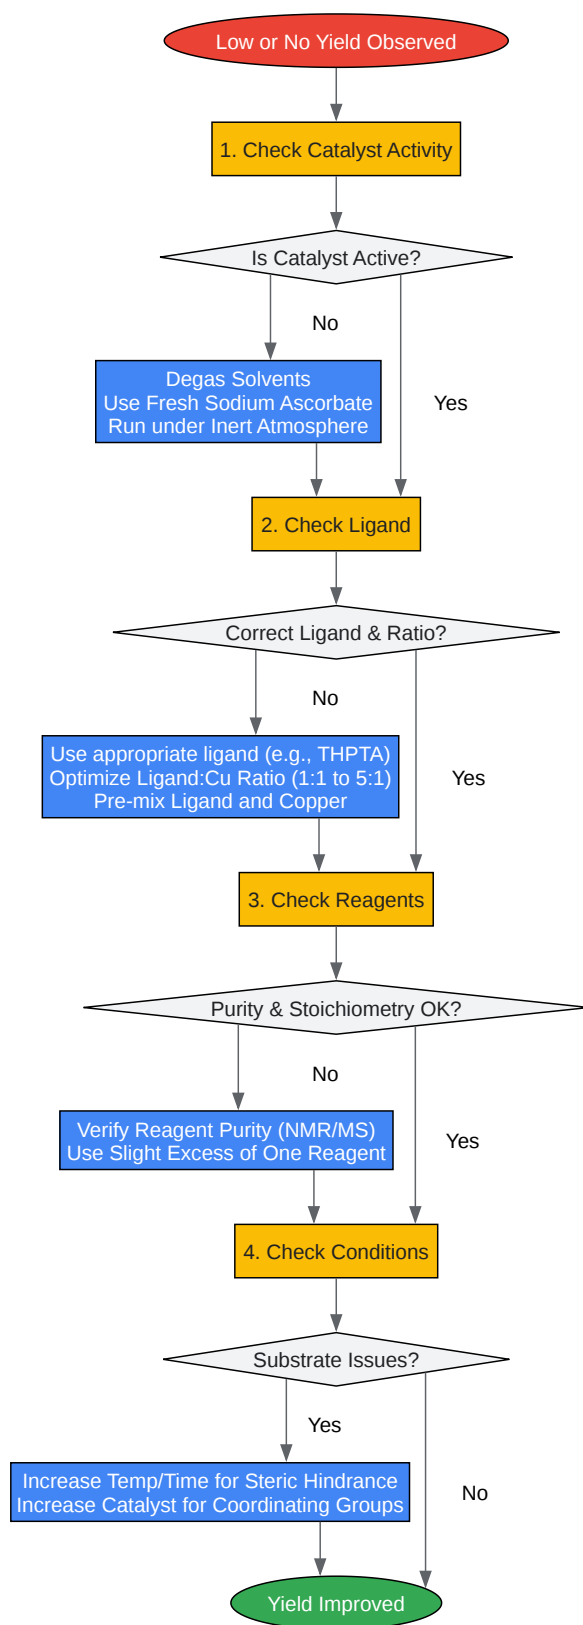 Low or No Yield Observed
1. Check Catalyst Activity
Is Catalyst Active?
No
Degas Solvents
Use Fresh Sodium Ascorbate
Run under Inert Atmosphere
Yes
2. Check Ligand
Correct Ligand & Ratio?
No
Use appropriate ligand (e.g., THPTA)
Optimize Ligand:Cu Ratio (1:1 to 5:1)
Pre-mix Ligand and Copper
Yes
3. Check Reagents
Purity & Stoichiometry OK?
No
Verify Reagent Purity (NMR/MS)
Use Slight Excess of One Reagent
Yes
4. Check Conditions
Substrate Issues?
Yes
Increase Temp/Time for Steric Hindrance
Increase Catalyst for Coordinating Groups
No
Yield Improved